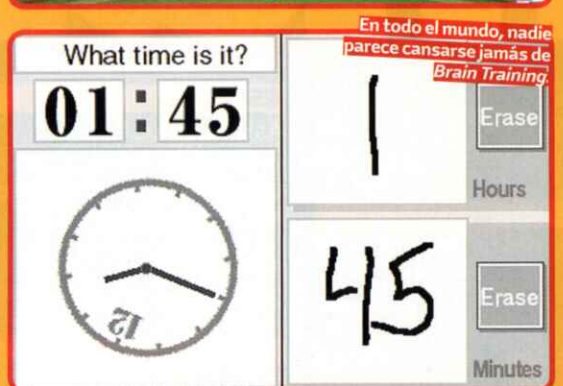 En todo el mundo, nadie
parece cansarse jamás de
Brain Training.
What time is it?
01:45
12
1
Erase
Hours
45
Erase
Minutes